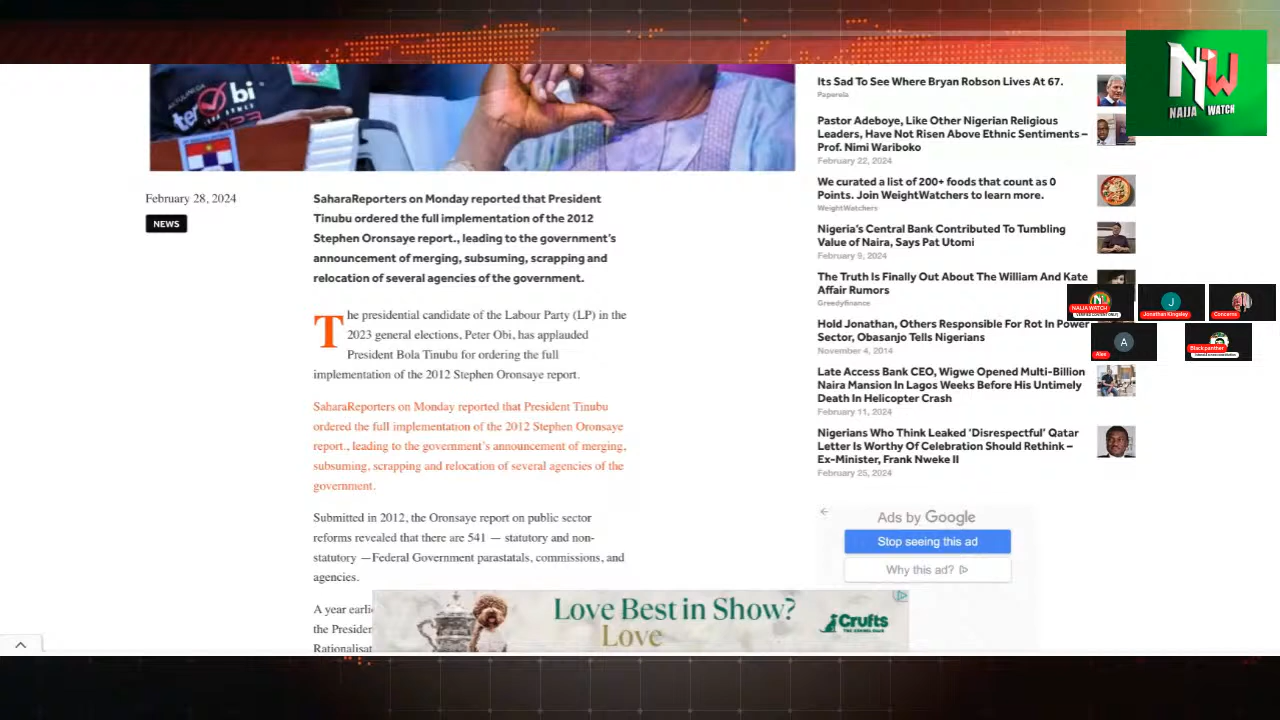 bi
NW
NAIJA WATCH
February 28, 2024
NEWS
SaharaReporters on Monday reported that President
Tinubu ordered the full implementation of the 2012
Stephen Oronsaye report., leading to the government's
announcement of merging, subsuming, scrapping and
relocation of several agencies of the government.
The presidential candidate of the Labour Party (LP) in the
2023 general elections, Peter Obi, has applauded
President Bola Tinubu for ordering the full
implementation of the 2012 Stephen Oronsaye report.
SaharaReporters on Monday reported that President Tinubu
ordered the full implementation of the 2012 Stephen Oronsaye
report., leading to the government's announcement of merging,
subsuming, scrapping and relocation of several agencies of the
government.
Submitted in 2012, the Oronsaye report on public sector
reforms revealed that there are 541 — statutory and non-
statutory —Federal Government parastatals, commissions, and
agencies.
A year earli
the Presiden
Rationalisat
Its Sad To See Where Bryan Robson Lives At 67.
Paperela
Pastor Adeboye, Like Other Nigerian Religious
Leaders, Have Not Risen Above Ethnic Sentiments –
Prof. Nimi Wariboko
February 22, 2024
We curated a list of 200+ foods that count as 0
Points. Join WeightWatchers to learn more.
WeightWatchers
Nigeria's Central Bank Contributed To Tumbling
Value of Naira, Says Pat Utomi
February 9, 2024
The Truth Is Finally Out About The William And Kate
Affair Rumors
Greedyfinance
Hold Jonathan, Others Responsible For Rot In Power
Sector, Obasanjo Tells Nigerians
November 4, 2014
Late Access Bank CEO, Wigwe Opened Multi-Billion
Naira Mansion In Lagos Weeks Before His Untimely
Death In Helicopter Crash
February 11, 2024
Nigerians Who Think Leaked 'Disrespectful' Qatar
Letter Is Worthy Of Celebration Should Rethink –
Ex-Minister, Frank Nweke II
February 25, 2024
NAIJA WATCH
J
Jonathan Kingsley
Concerns
A
Alex
Black panther
Ads by Google
Stop seeing this ad
Why this ad?
Love Best in Show?
Love
Crufts